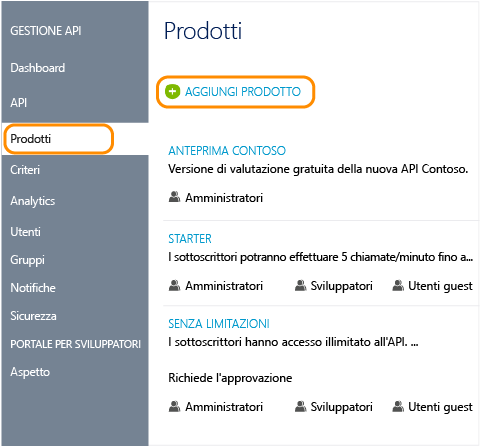 GESTIONE API
Dashboard
API
Prodotti
Criteri
Analytics
Utenti
Gruppi
Notifiche
Sicurezza
PORTALE PER SVILUPPATORI
Aspetto
Prodotti
AGGIUNGI PRODOTTO
ANTEPRIMA CONTOSO
Versione di valutazione gratuita della nuova API Contoso.
Amministratori
STARTER
I sottoscrittori potranno effettuare 5 chiamate/minuto fino a...
Amministratori Sviluppatori Utenti guest
SENZA LIMITAZIONI
I sottoscrittori hanno accesso illimitato all'API. ...
Richiede l'approvazione
Amministratori Sviluppatori Utenti guest